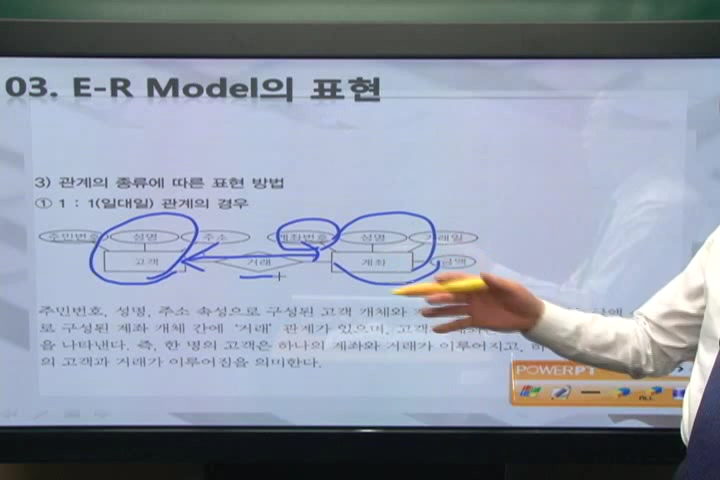 03. E-R Model의 표현
3) 관계의 종류에 따른 표현 방법
① 1 : 1(일대일) 관계의 경우
주민번호 성명 주소 계좌번호 성명 거래일
고객 거래 계좌 금액
주민번호, 성명, 주소 속성으로 구성된 고객 개체와
로 구성된 계좌 개체 간에 '거래' 관계가 있으며, 고객
을 나타낸다. 즉, 한 명의 고객은 하나의 계좌와 거래가 이루어지고,
의 고객과 거래가 이루어짐을 의미한다.
POWERPT
ALL